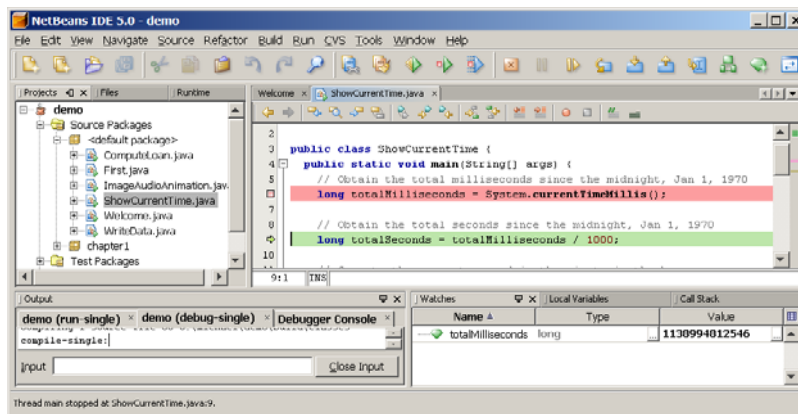 NetBeans IDE 5.0 - demo
File Edit View Navigate Source Refactor Build Run CVS Tools Window Help
Projects Files Runtime
Welcome ShowCurrentTime.java
demo
Source Packages
<default package>
ComputeLoan.java
First.java
ImageAudioAnimation.jav
ShowCurrentTime.java
Welcome.java
WriteData.java
chapter1
Test Packages
2
3 public class ShowCurrentTime {
4 public static void main(String[] args) {
5 // Obtain the total milliseconds since the midnight, Jan 1, 1970
long totalMilliseconds = System.currentTimeMillis();
7
8 // Obtain the total seconds since the midnight, Jan 1, 1970
long totalSeconds = totalMilliseconds / 1000;
10
9:1 INS
Output
demo (run-single) demo (debug-single) Debugger Console
compile-single:
Input Close Input
Watches Local Variables Call Stack
Name Type Value
totalMilliseconds long ... 1130994012546 ...
Thread main stopped at ShowCurrentTime.java:9.